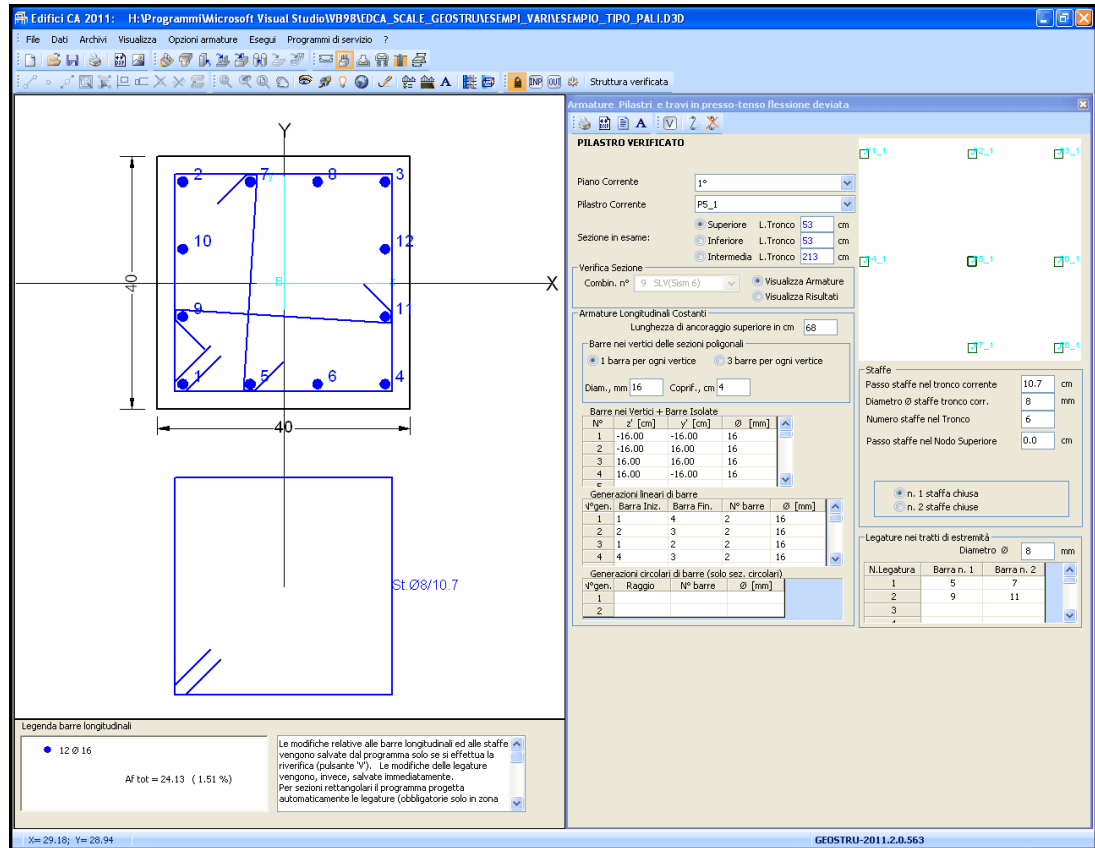 Edifici CA 2011: H:\Programmi\Microsoft Visual Studio\VB98\EDCA_SCALE_GEOSTRU\ESEMPI_VARI\ESEMPIO_TIPO_PALI.D3D
File Dati Archivi Visualizza Opzioni armature Esegui Programmi di servizio ?
INP OUT Struttura verificata
Y
2 7 y 8 3
10 12
40
B
X
9 11
1 5 6 4
40
St.Ø8/10.7
Legenda barre longitudinali
12 Ø 16
Af tot = 24.13 ( 1.51 %)
Le modifiche relative alle barre longitudinali ed alle staffe
vengono salvate dal programma solo se si effettua la
riverifica (pulsante 'V'). Le modifiche delle legature
vengono, invece, salvate immediatamente.
Per sezioni rettangolari il programma progetta
automaticamente le legature (obbligatorie solo in zona
Armature Pilastri e travi in presso-tenso flessione deviata
A V
PILASTRO VERIFICATO
Piano Corrente 1°
Pilastro Corrente P5_1
Sezione in esame:
Superiore L.Tronco 53 cm
Inferiore L.Tronco 53 cm
Intermedia L.Tronco 213 cm
Verifica Sezione
Combin. n° 9 SLV(Sism 6)
Visualizza Armature
Visualizza Risultati
Armature Longitudinali Costanti
Lunghezza di ancoraggio superiore in cm 68
Barre nei vertici delle sezioni poligonali
1 barra per ogni vertice 3 barre per ogni vertice
Diam., mm 16 Coprif., cm 4
Barre nei Vertici + Barre Isolate
N° z' [cm] y' [cm] Ø [mm]
1 -16.00 -16.00 16
2 -16.00 16.00 16
3 16.00 16.00 16
4 16.00 -16.00 16
Generazioni lineari di barre
N°gen. Barra Iniz. Barra Fin. N° barre Ø [mm]
1 1 4 2 16
2 2 3 2 16
3 1 2 2 16
4 4 3 2 16
Generazioni circolari di barre (solo sez. circolari)
N°gen. Raggio N° barre Ø [mm]
1
2
P1_1 P2_1 P3_1
P4_1 P5_1 P6_1
P7_1 P8_1
Staffe
Passo staffe nel tronco corrente 10.7 cm
Diametro Ø staffe tronco corr. 8 mm
Numero staffe nel Tronco 6
Passo staffe nel Nodo Superiore 0.0 cm
n. 1 staffa chiusa
n. 2 staffe chiuse
Legature nei tratti di estremità
Diametro Ø 8 mm
N.Legatura Barra n. 1 Barra n. 2
1 5 7
2 9 11
3
X= 29.18; Y= 28.94
GEOSTRU-2011.2.0.563